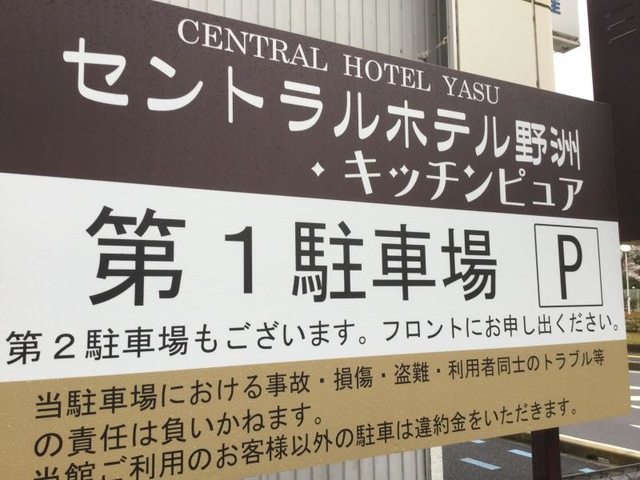 CENTRAL HOTEL YASU
セントラルホテル野洲
・キッチンピュア
第1駐車場 P
第2駐車場もございます。フロントにお申し出ください。
当駐車場における事故・損傷・盗難・利用者同士のトラブル等
の責任は負いかねます。
当館ご利用のお客様以外の駐車は違約金をいただきます。